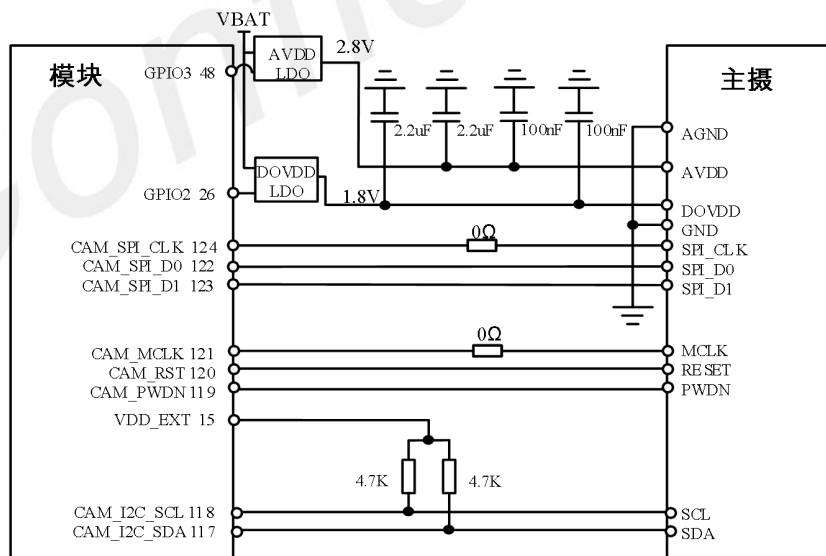 VBAT
模块
GPIO3 48
AVDD
LDO
2.8V
主摄
2.2uF
2.2uF
100nF
100nF
AGND
AVDD
GPIO2 26
DOVDD
LDO
1.8V
DOVDD
GND
CAM_SPI_CLK 124
0Ω
SPI_CLK
CAM_SPI_D0 122
SPI_D0
CAM_SPI_D1 123
SPI_D1
CAM_MCLK 121
0Ω
MCLK
CAM_RST 120
RESET
CAM_PWDN 119
PWDN
VDD_EXT 15
4.7K
4.7K
CAM_I2C_SCL 118
SCL
CAM_I2C_SDA 117
SDA